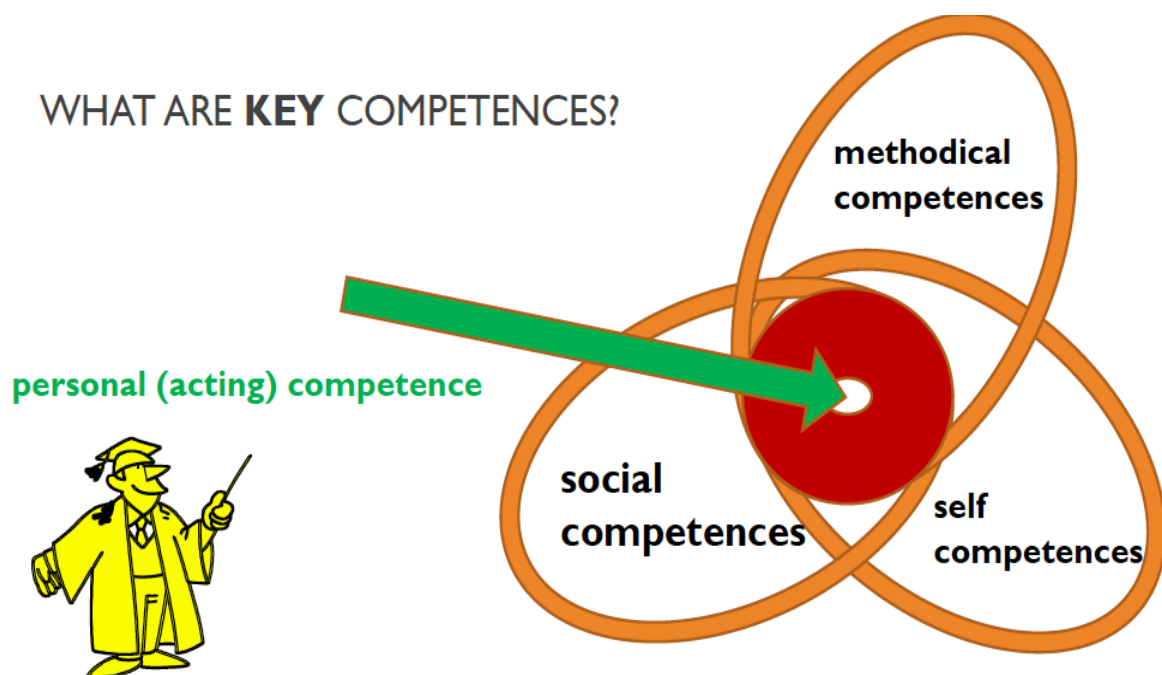 WHAT ARE KEY COMPETENCES?
methodical
competences
personal (acting) competence
social
competences
self
competences